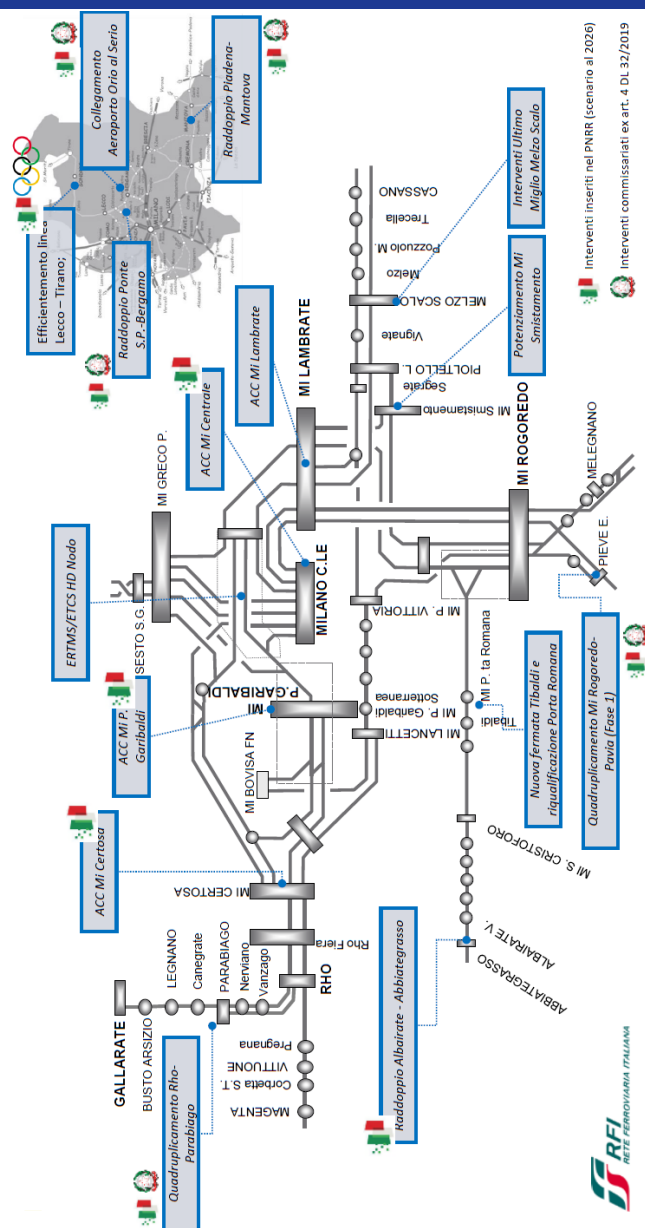 Efficientemento linea
Lecco – Tirano;
Collegamento
Aeroporto Orio al Serio
Raddoppio Ponte
S.P.-Bergamo
Raddoppio Piadena-
Mantova
MILANO
Quadruplicamento Rho-
Parabiago
ACC Mi Certosa
ACC Mi P.
Garibaldi
ERTMS/ETCS HD Nodo
ACC Mi Centrale
ACC Mi Lambrate
GALLARATE
BUSTO ARSIZIO
LEGNANO
Canegrate
PARABIAGO
Nerviano
Vanzago
SESTO S.G.
MI GRECO P.
MI CERTOSA
MI BOVISA FN
MI
P.GARIBALDI
MILANO C.LE
MI LAMBRATE
MAGENTA
Corbetta S.T.
VITTUONE
Pregnana
RHO
Rho Fiera
MI LANCETTI
MI P. Garibaldi
Sotterranea
MI P. VITTORIA
Segrate
PIOLTELLO L.
Vignate
MELZO SCALO
Melzo
Pozzuolo M.
Trecella
CASSANO
MI Smistamento
Raddoppio Albairate - Abbiategrasso
ABBIATEGRASSO
ALBAIRATE V.
MI S. CRISTOFORO
Tibaldi
MI P. ta Romana
MI ROGOREDO
MELEGNANO
PIEVE E.
Nuova fermata Tibaldi e
riqualificazione Porta Romana
Quadruplicamento Mi Rogoredo-
Pavia (Fase 1)
Potenziamento Mi
Smistamento
Interventi Ultimo
Miglio Melzo Scalo
Interventi inseriti nel PNRR (scenario al 2026)
Interventi commissariati ex art. 4 DL 32/2019
RFI
RETE FERROVIARIA ITALIANA